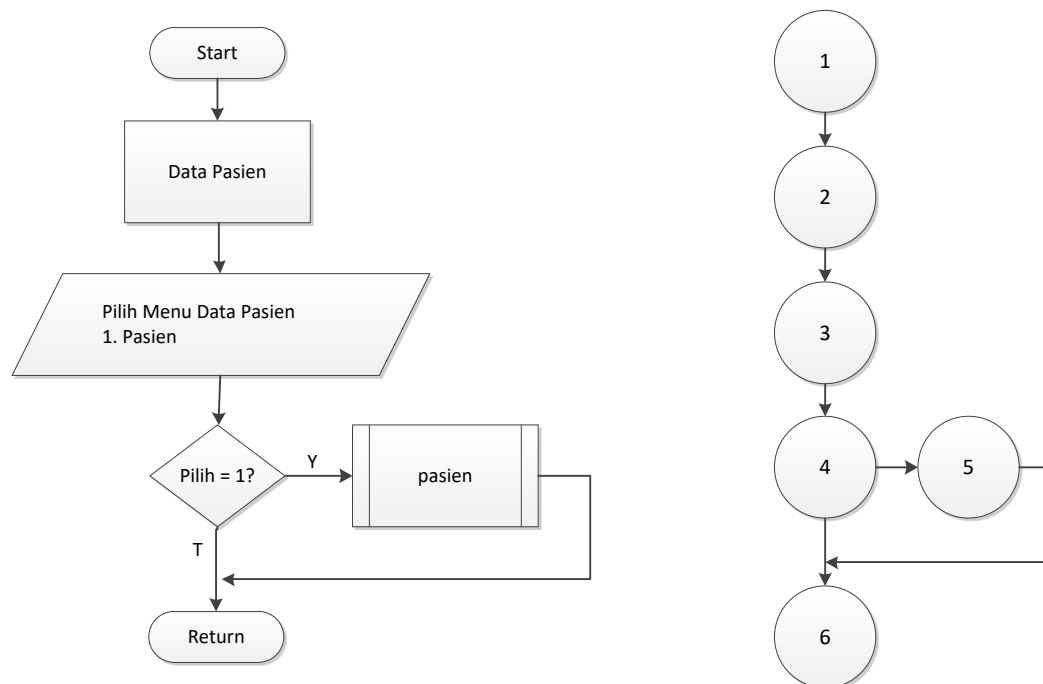 Start
Data Pasien
Pilih Menu Data Pasien
1. Pasien
Pilih = 1?
Y
pasien
T
Return
1
2
3
4
5
6